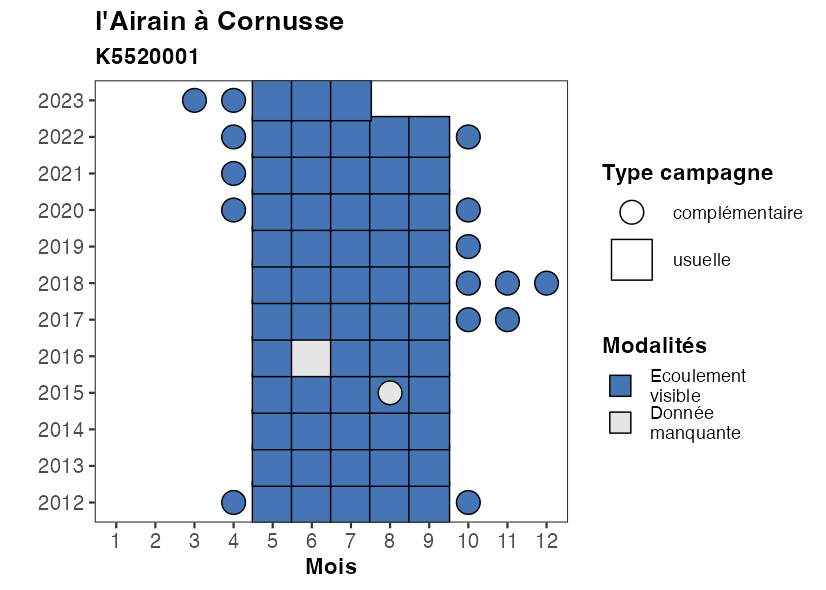 l'Airain à Cornusse
K5520001
2023
2022
2021
2020
2019
2018
2017
2016
2015
2014
2013
2012
1 2 3 4 5 6 7 8 9 10 11 12
Mois
Type campagne
complémentaire
usuelle
Modalités
Ecoulement
visible
Donnée
manquante